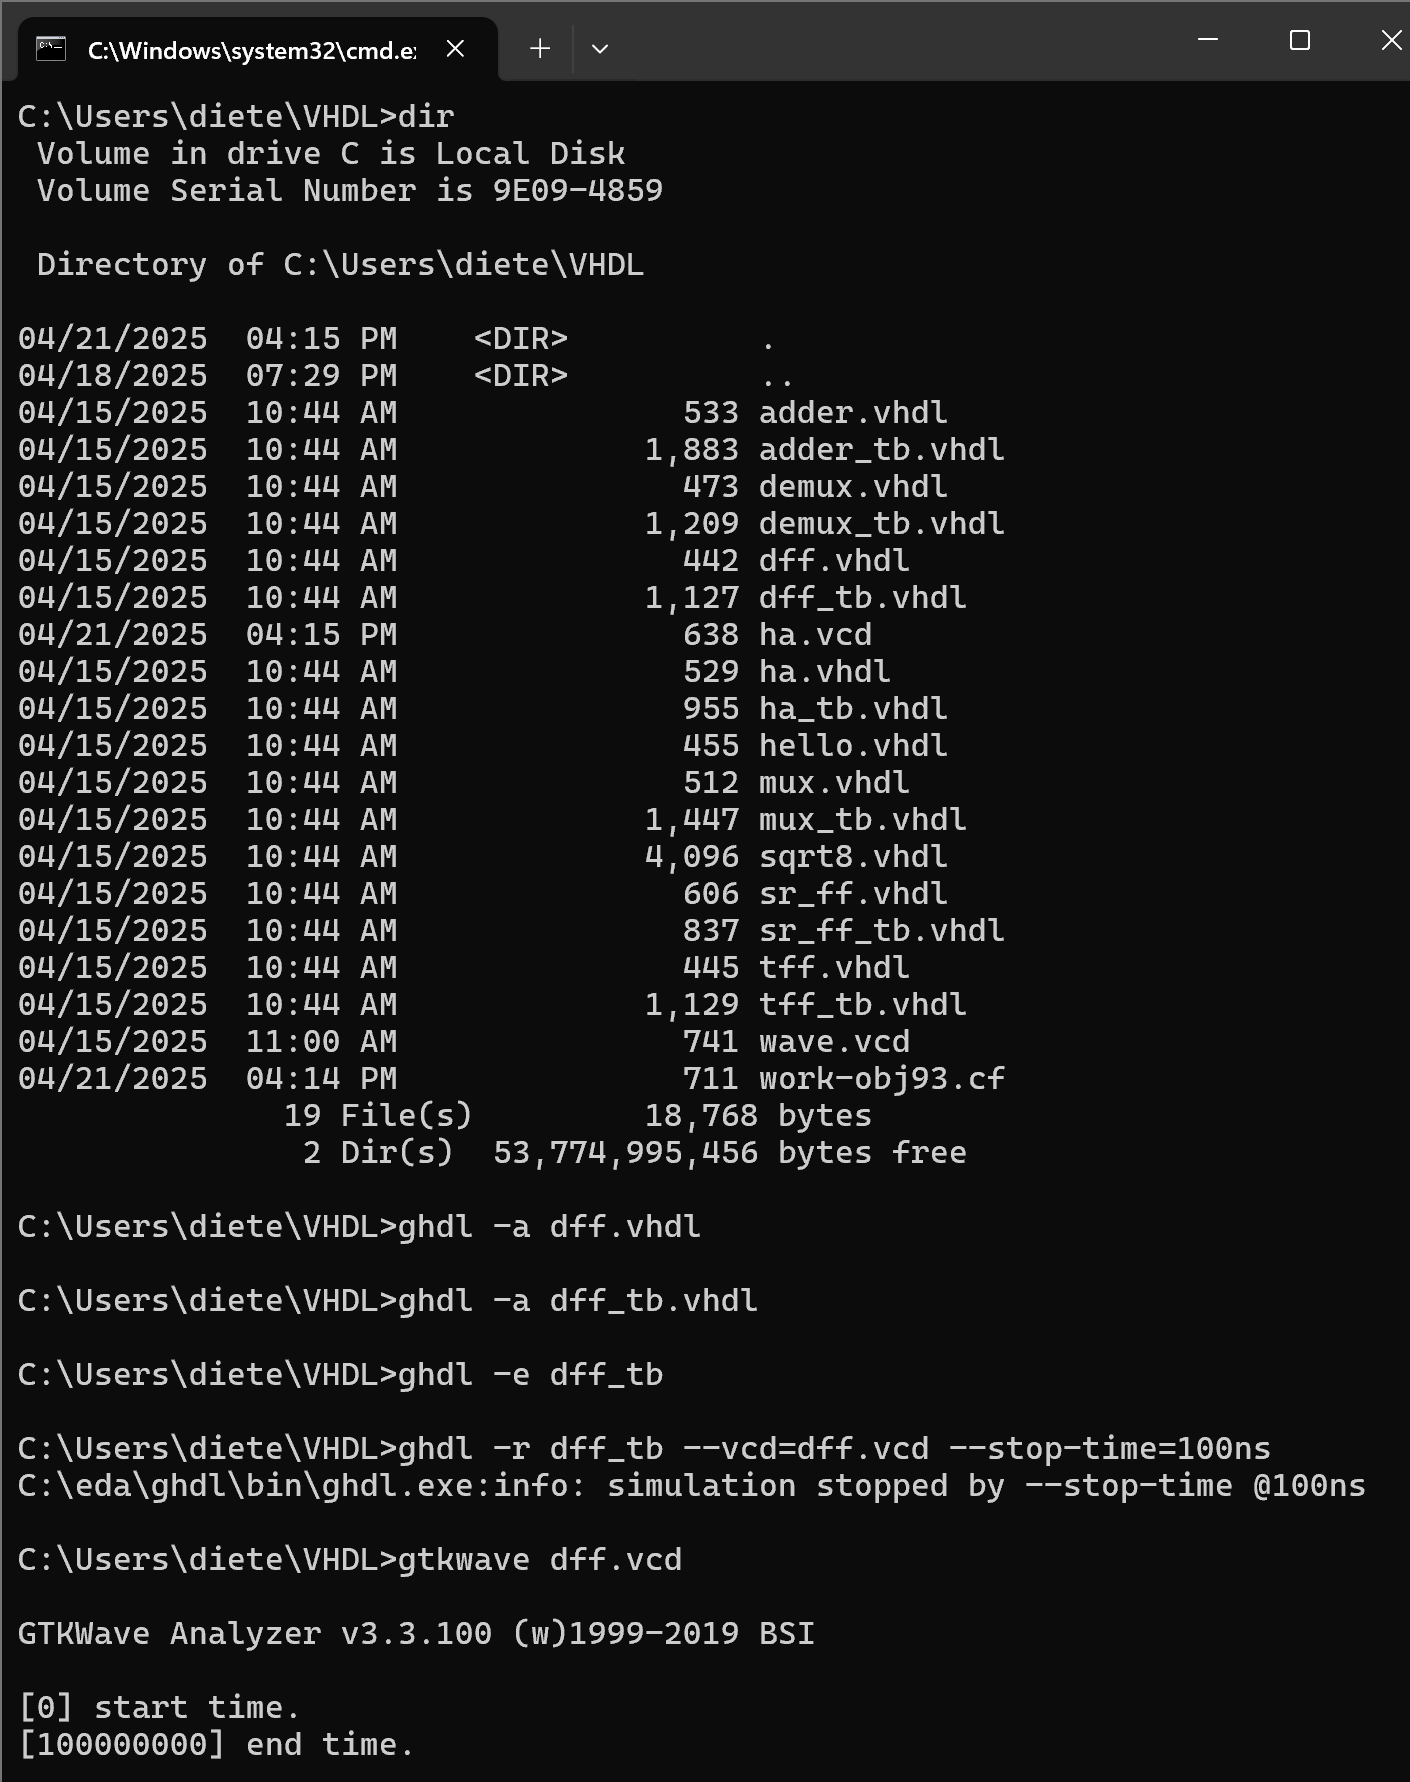 C:\Windows\system32\cmd.e
C:\Users\diete\VHDL>dir
 Volume in drive C is Local Disk
 Volume Serial Number is 9E09-4859

 Directory of C:\Users\diete\VHDL

04/21/2025  04:15 PM    <DIR>          .
04/18/2025  07:29 PM    <DIR>          ..
04/15/2025  10:44 AM               533 adder.vhdl
04/15/2025  10:44 AM             1,883 adder_tb.vhdl
04/15/2025  10:44 AM               473 demux.vhdl
04/15/2025  10:44 AM             1,209 demux_tb.vhdl
04/15/2025  10:44 AM               442 dff.vhdl
04/15/2025  10:44 AM             1,127 dff_tb.vhdl
04/21/2025  04:15 PM               638 ha.vcd
04/15/2025  10:44 AM               529 ha.vhdl
04/15/2025  10:44 AM               955 ha_tb.vhdl
04/15/2025  10:44 AM               455 hello.vhdl
04/15/2025  10:44 AM               512 mux.vhdl
04/15/2025  10:44 AM             1,447 mux_tb.vhdl
04/15/2025  10:44 AM             4,096 sqrt8.vhdl
04/15/2025  10:44 AM               606 sr_ff.vhdl
04/15/2025  10:44 AM               837 sr_ff_tb.vhdl
04/15/2025  10:44 AM               445 tff.vhdl
04/15/2025  10:44 AM             1,129 tff_tb.vhdl
04/15/2025  11:00 AM               741 wave.vcd
04/21/2025  04:14 PM               711 work-obj93.cf
              19 File(s)         18,768 bytes
               2 Dir(s)  53,774,995,456 bytes free

C:\Users\diete\VHDL>ghdl -a dff.vhdl

C:\Users\diete\VHDL>ghdl -a dff_tb.vhdl

C:\Users\diete\VHDL>ghdl -e dff_tb

C:\Users\diete\VHDL>ghdl -r dff_tb --vcd=dff.vcd --stop-time=100ns
C:\eda\ghdl\bin\ghdl.exe:info: simulation stopped by --stop-time @100ns

C:\Users\diete\VHDL>gtkwave dff.vcd

GTKWave Analyzer v3.3.100 (w)1999-2019 BSI

[0] start time.
[100000000] end time.